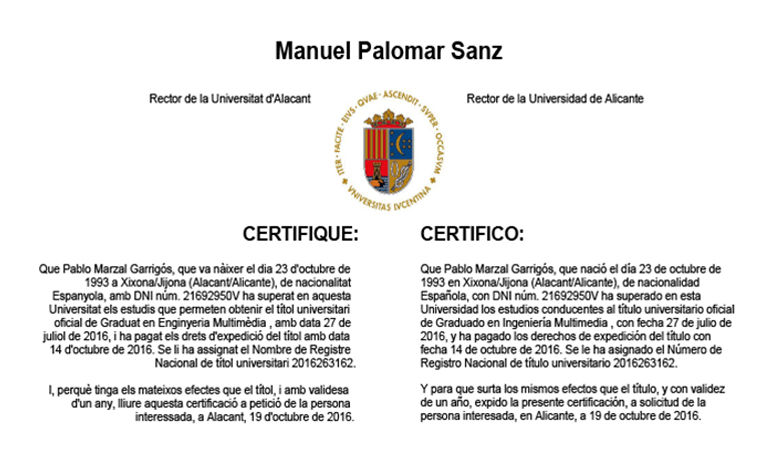 Manuel Palomar Sanz
Rector de la Universitat d'Alacant
Rector de la Universidad de Alicante
ITER · FACITE · EIVS · QVAE · ASCENDIT · SVPER · OCCASVM
VNIVERSITAS LVCENTINA
CERTIFIQUE:
Que Pablo Marzal Garrigós, que va nàixer el dia 23 d'octubre de
1993 a Xixona/Jijona (Alacant/Alicante), de nacionalitat
Espanyola, amb DNI núm. 21692950V ha superat en aquesta
Universitat els estudis que permeten obtenir el títol universitari
oficial de Graduat en Enginyeria Multimèdia , amb data 27 de
juliol de 2016, i ha pagat els drets d'expedició del títol amb data
14 d'octubre de 2016. Se li ha assignat el Nombre de Registre
Nacional de títol universitari 2016263162.
I, perquè tinga els mateixos efectes que el títol, i amb validesa
d'un any, lliure aquesta certificació a petició de la persona
interessada, a Alacant, 19 d'octubre de 2016.
CERTIFICO:
Que Pablo Marzal Garrigós, que nació el día 23 de octubre de
1993 en Xixona/Jijona (Alacant/Alicante), de nacionalidad
Española, con DNI núm. 21692950V ha superado en esta
Universidad los estudios conducentes al título universitario oficial
de Graduado en Ingeniería Multimedia , con fecha 27 de julio de
2016, y ha pagado los derechos de expedición del título con
fecha 14 de octubre de 2016. Se le ha asignado el Número de
Registro Nacional de título universitario 2016263162.
Y para que surta los mismos efectos que el título, y con validez
de un año, expido la presente certificación, a solicitud de la
persona interesada, en Alicante, a 19 de octubre de 2016.